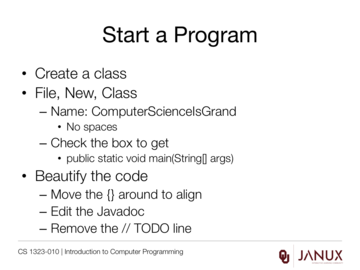 Start a Program
• Create a class
• File, New, Class
– Name: ComputerScienceIsGrand
• No spaces
– Check the box to get
• public static void main(String[] args)
• Beautify the code
– Move the {} around to align
– Edit the Javadoc
– Remove the // TODO line
CS 1323-010 | Introduction to Computer Programming
JANUX